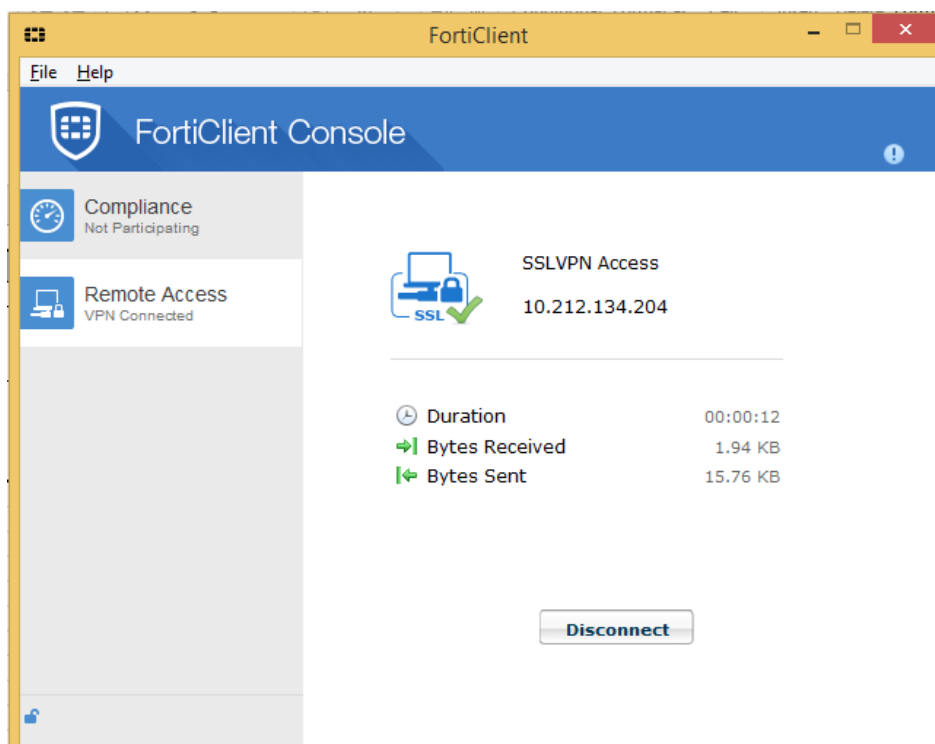 FortiClient
File Help
FortiClient Console
Compliance
Not Participating
Remote Access
VPN Connected
SSLVPN Access
10.212.134.204
SSL
Duration 00:00:12
Bytes Received 1.94 KB
Bytes Sent 15.76 KB
Disconnect